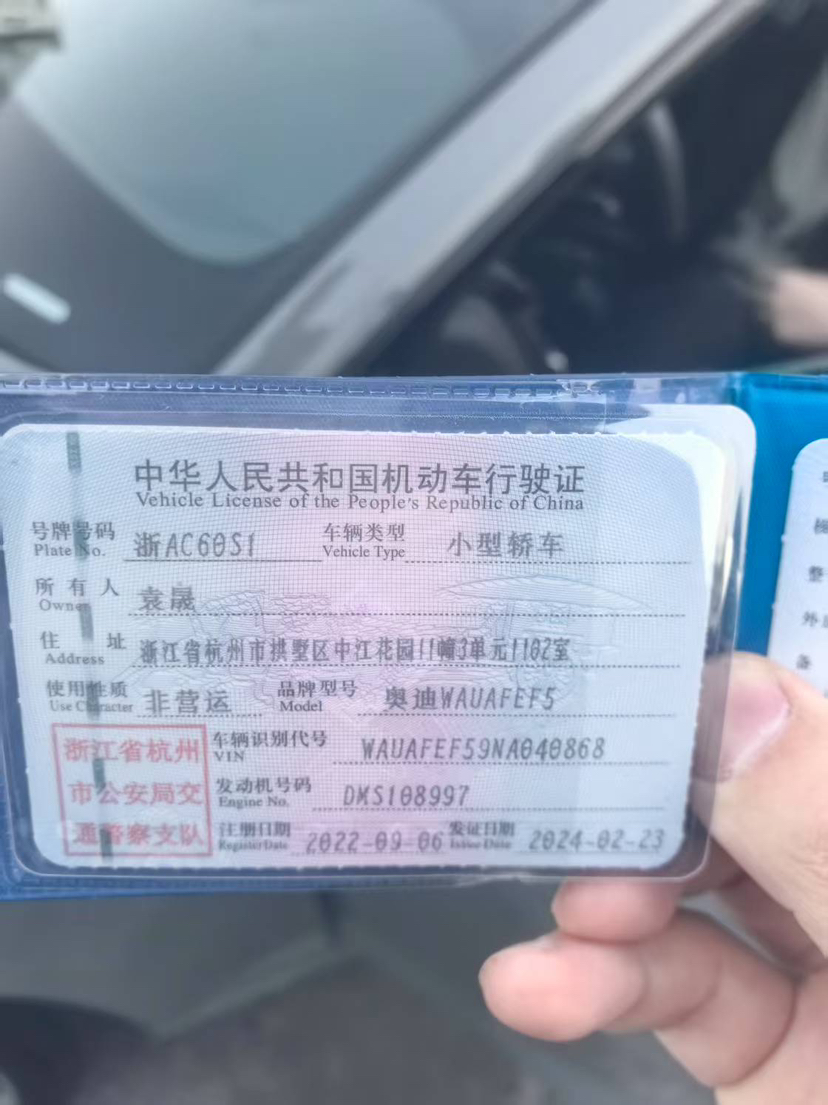 中华人民共和国机动车行驶证
Vehicle License of the People's Republic of China
号牌号码 浙AC60S1 车辆类型 小型轿车
Plate No. Vehicle Type
所有人 袁晟
Owner
住址 浙江省杭州市拱墅区中江花园11幢3单元1102室
Address
使用性质 非营运 品牌型号 奥迪WAUAFEF5
Use Character Model
浙江省杭州
市公安局交
通警察支队
车辆识别代号 WAUAFEF59NA040868
VIN
发动机号码 DMS108997
Engine No.
注册日期 2022-09-06 发证日期 2024-02-23
Register Date Issue Date